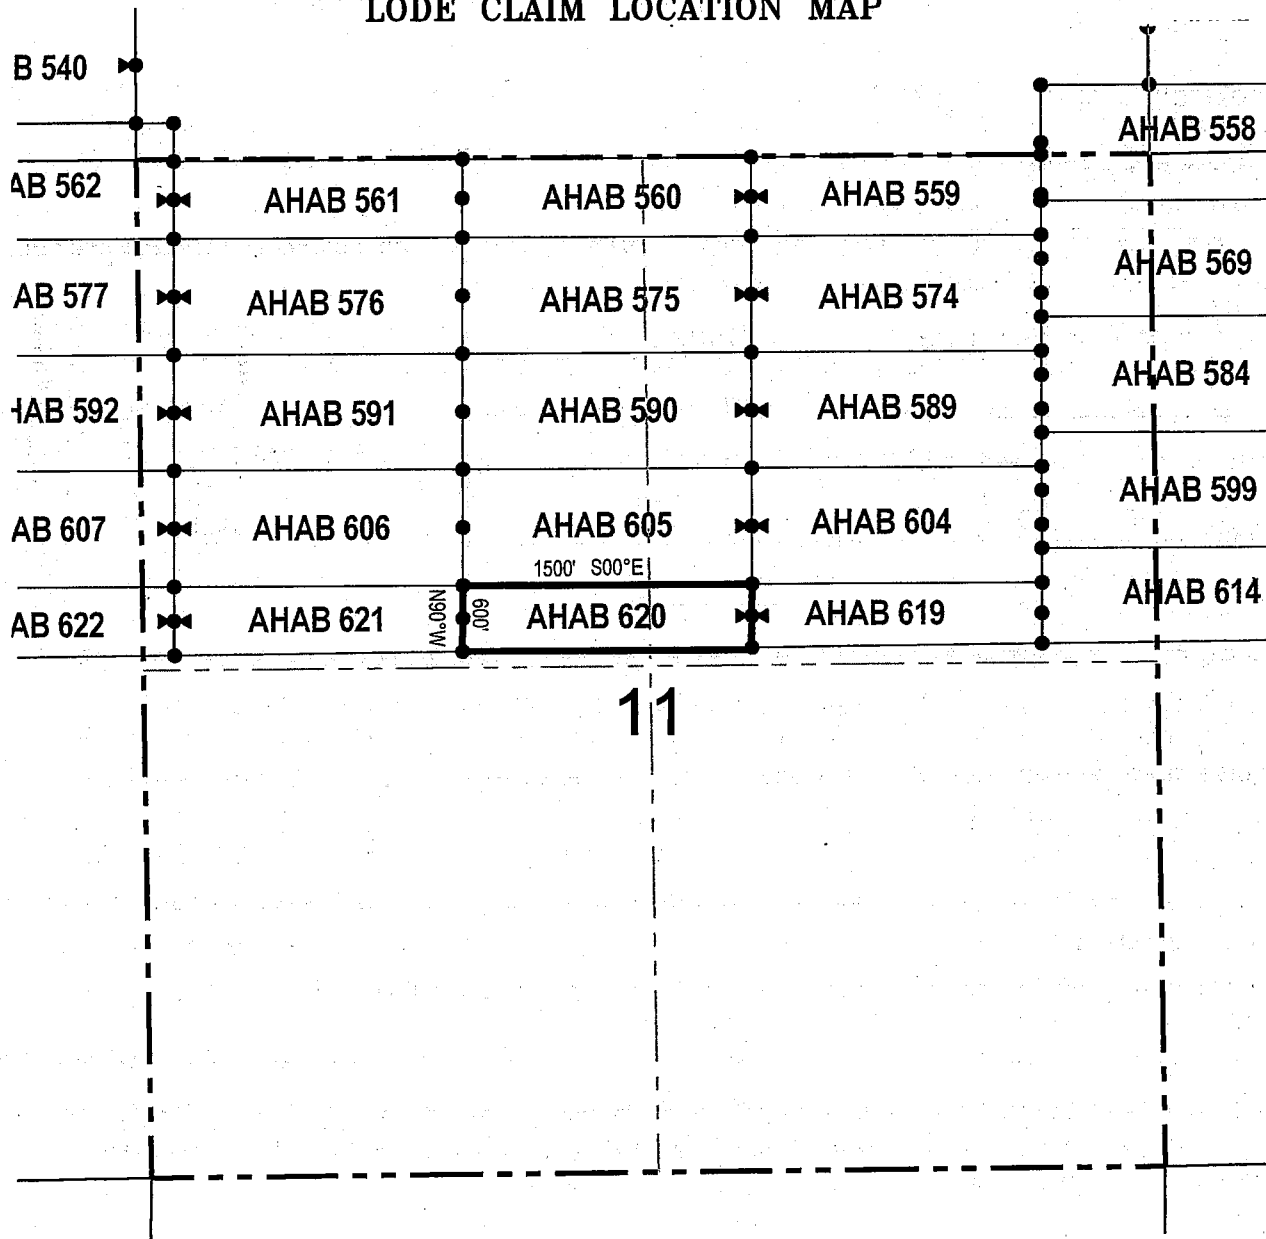 LODE CLAIM LOCATION MAP
B 540
AHAB 558
AB 562
AHAB 561
AHAB 560
AHAB 559
AHAB 569
AB 577
AHAB 576
AHAB 575
AHAB 574
AHAB 584
HAB 592
AHAB 591
AHAB 590
AHAB 589
AHAB 599
AB 607
AHAB 606
AHAB 605
AHAB 604
1500' S00°E
AHAB 614
AB 622
AHAB 621
N90°W
600'
AHAB 620
AHAB 619
11